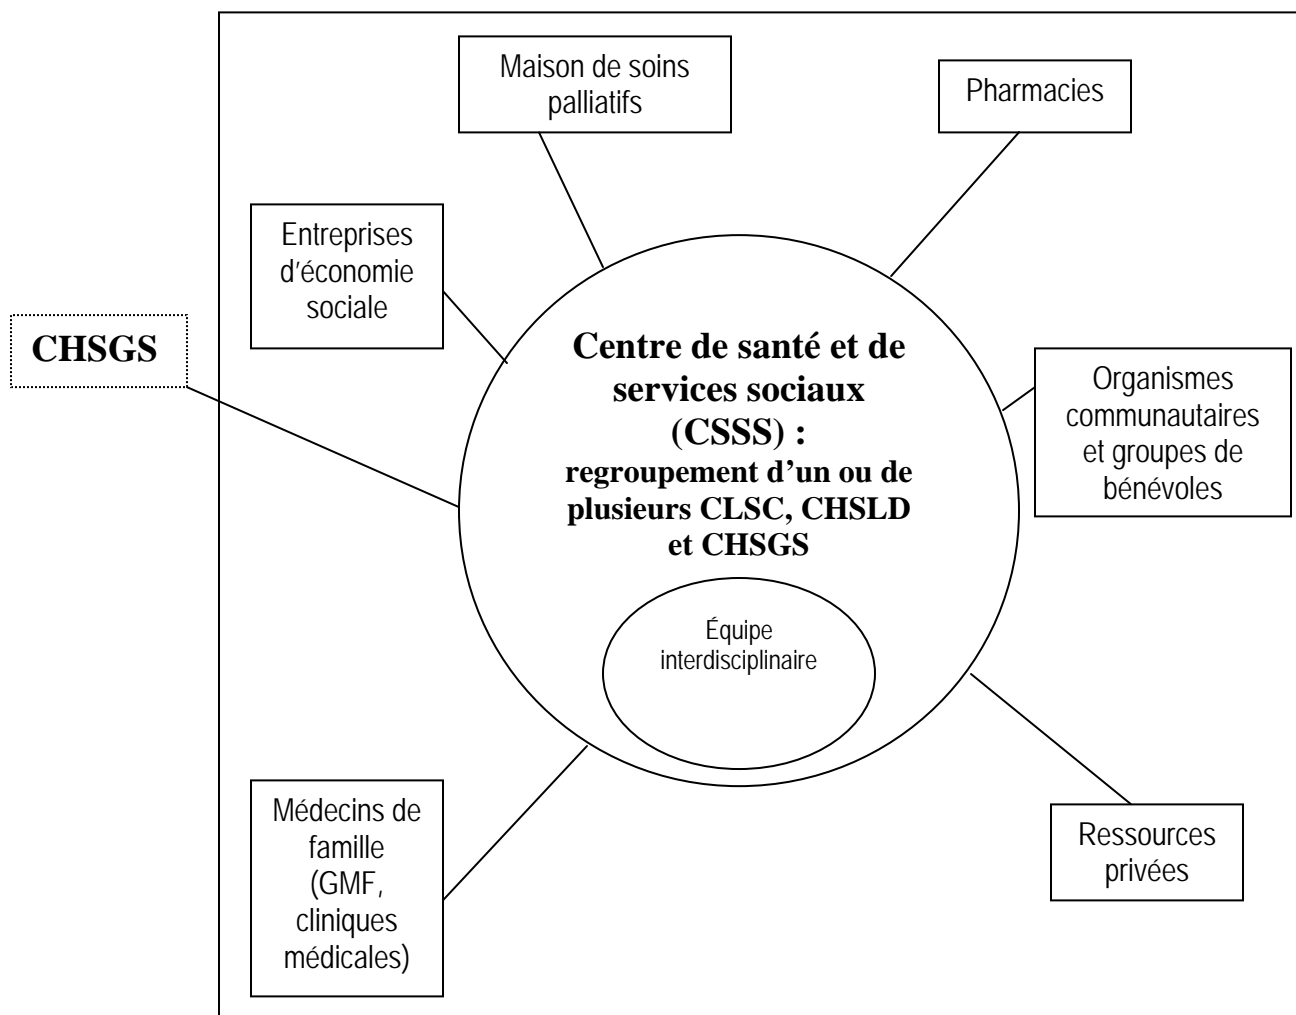 Maison de soins
palliatifs
Pharmacies
Entreprises
d'économie
sociale
CHSGS
Centre de santé et de
services sociaux
(CSSS) :
regroupement d'un ou de
plusieurs CLSC, CHSLD
et CHSGS
Organismes
communautaires
et groupes de
bénévoles
Équipe
interdisciplinaire
Médecins de
famille
(GMF,
cliniques
médicales)
Ressources
privées